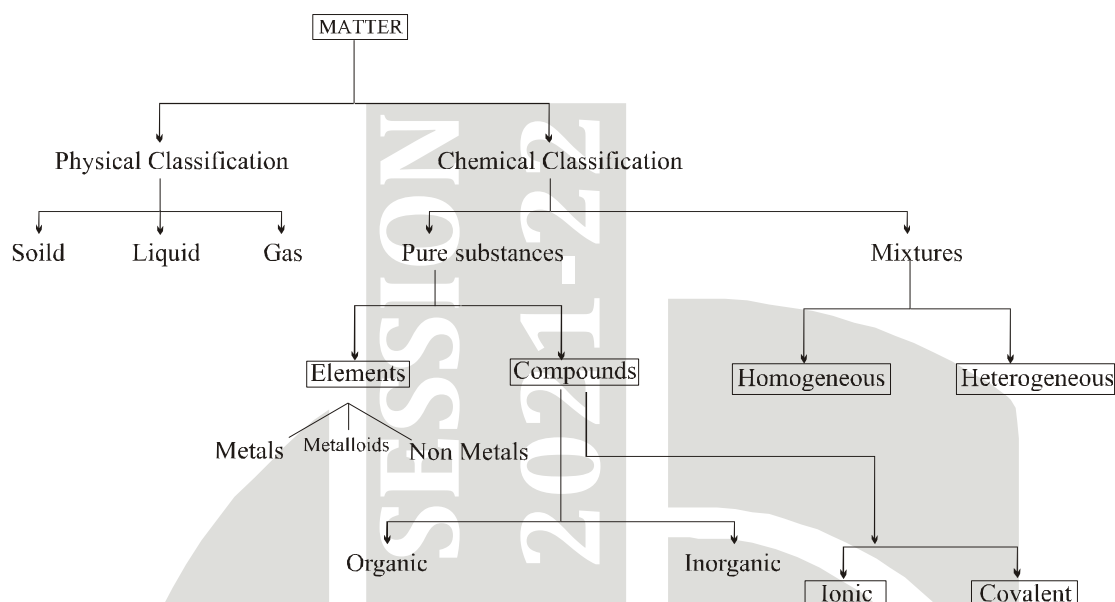 MATTER
Physical Classification
Chemical Classification
Soild
Liquid
Gas
Pure substances
Mixtures
Elements
Compounds
Homogeneous
Heterogeneous
Metals
Metalloids
Non Metals
Organic
Inorganic
Ionic
Covalent
SESSION
2021-22